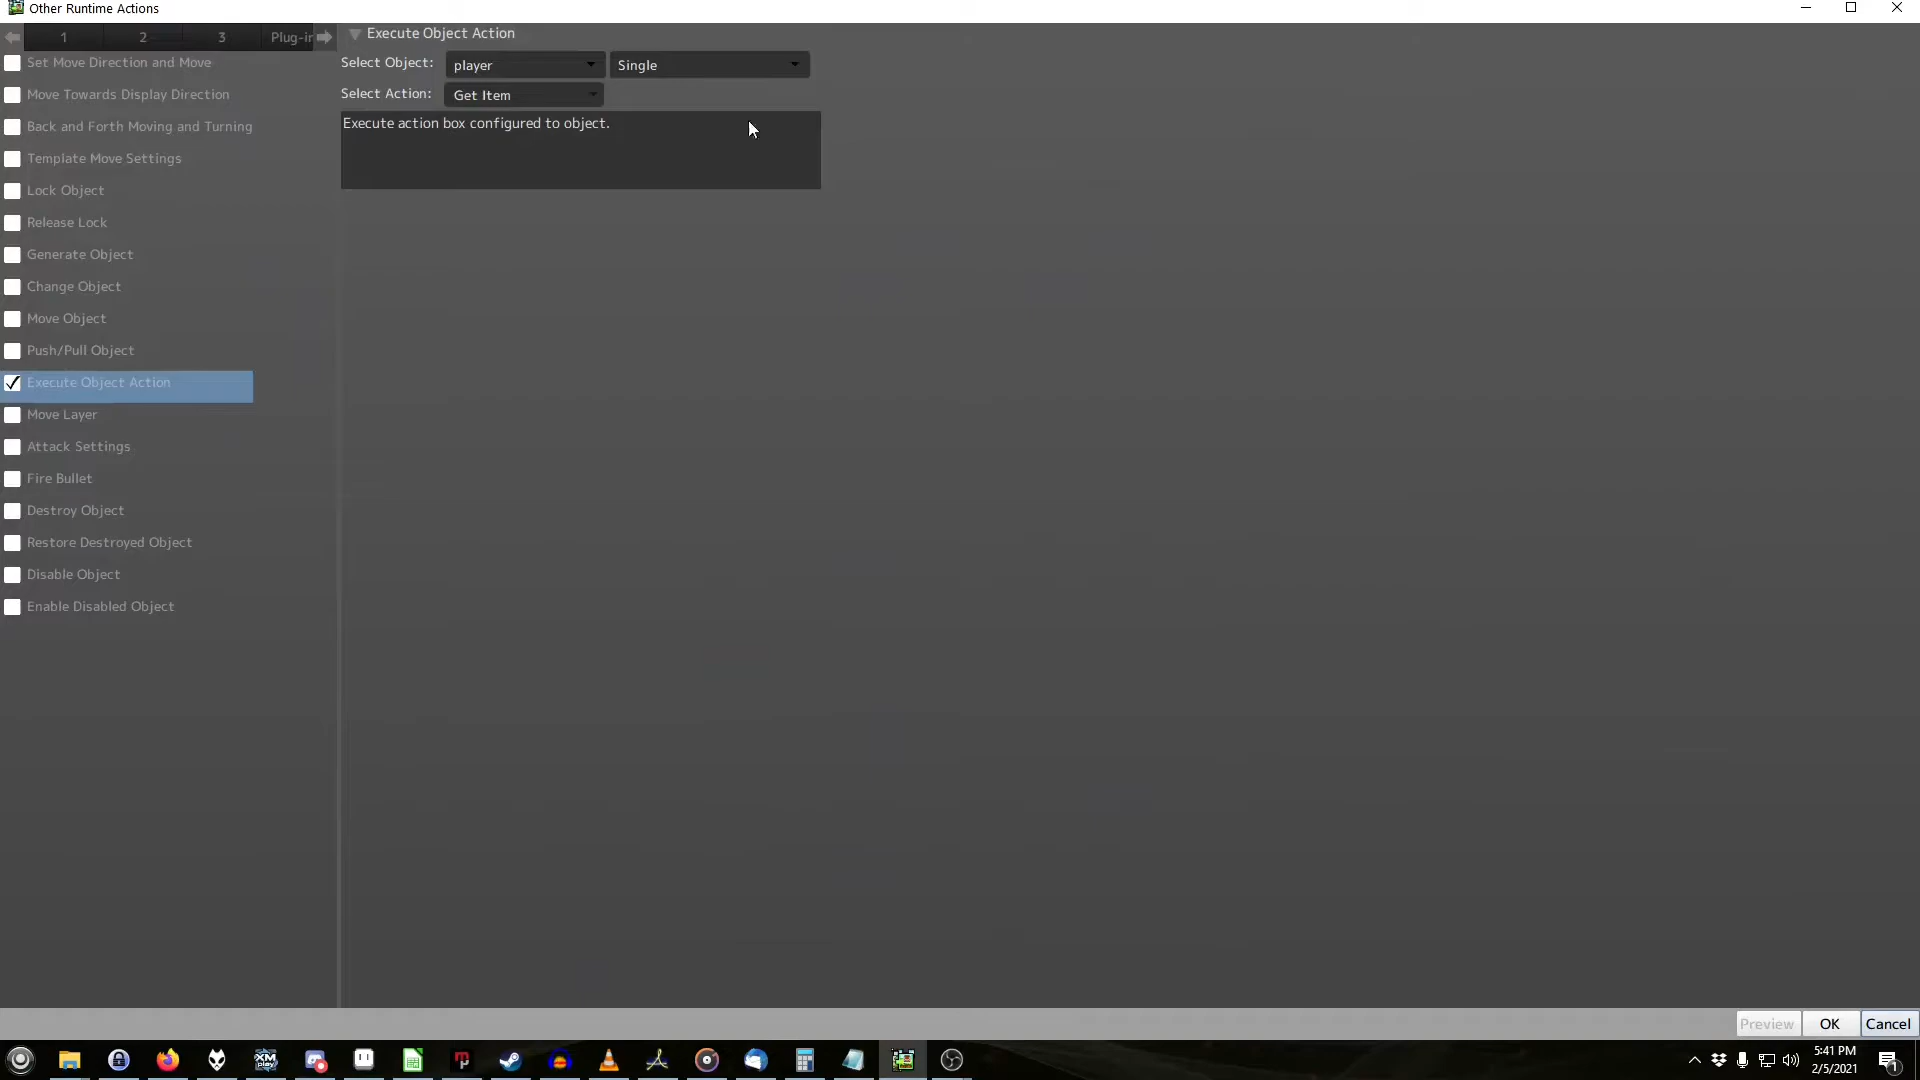 Other Runtime Actions
1 2 3 Plug-in
Set Move Direction and Move
Move Towards Display Direction
Back and Forth Moving and Turning
Template Move Settings
Lock Object
Release Lock
Generate Object
Change Object
Move Object
Push/Pull Object
Execute Object Action
Move Layer
Attack Settings
Fire Bullet
Destroy Object
Restore Destroyed Object
Disable Object
Enable Disabled Object
Execute Object Action
Select Object: player Single
Select Action: Get Item
Execute action box configured to object.
Preview OK Cancel
XM
play
5:41 PM
2/5/2021
1